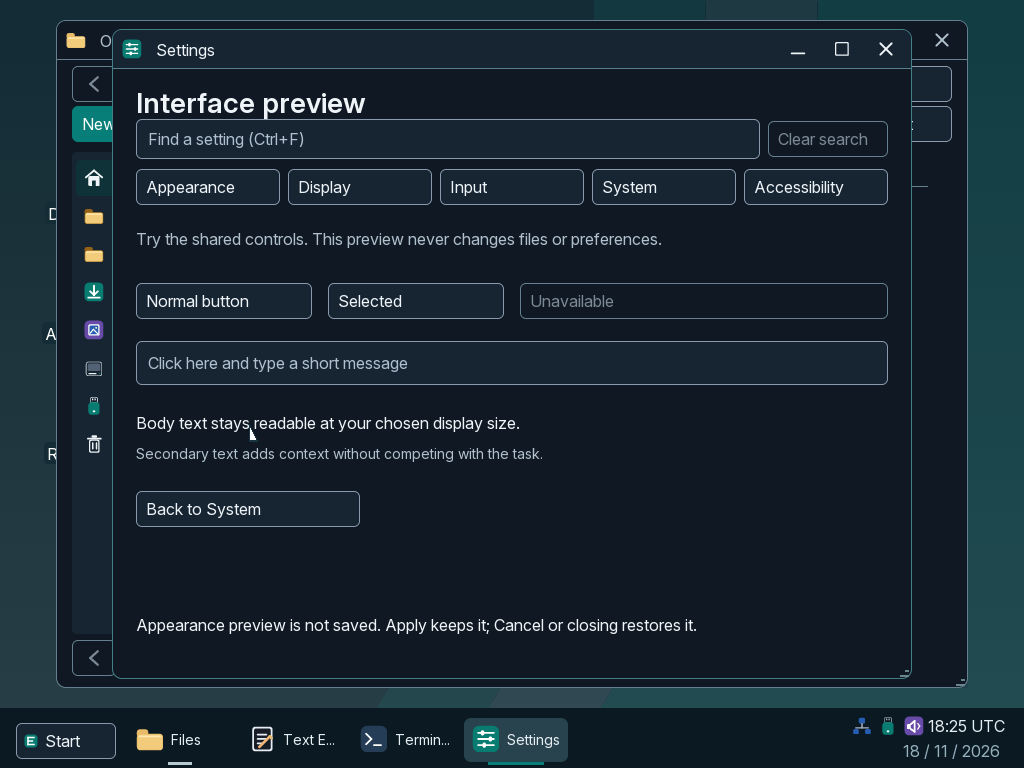 Settings
Interface preview
Find a setting (Ctrl+F)
Clear search
Appearance
Display
Input
System
Accessibility
Try the shared controls. This preview never changes files or preferences.
Normal button
Selected
Unavailable
Click here and type a short message
Body text stays readable at your chosen display size.
Secondary text adds context without competing with the task.
Back to System
Appearance preview is not saved. Apply keeps it; Cancel or closing restores it.
New
Start
Files
Text E...
Termin...
Settings
18:25 UTC
18 / 11 / 2026